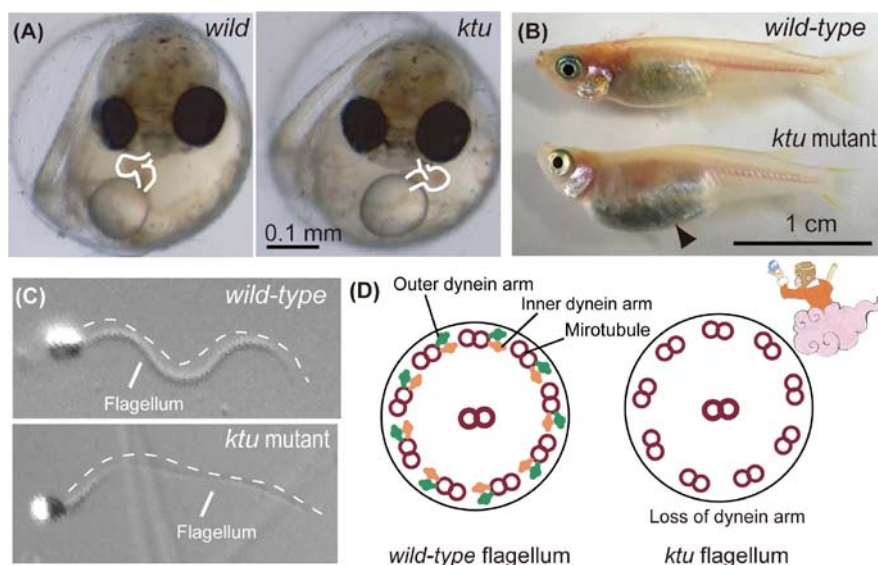 (A)
wild
ktu
0.1 mm
(B)
wild-type
ktu mutant
1 cm
(C)
wild-type
Flagellum
ktu mutant
Flagellum
(D)
Outer dynein arm
Inner dynein arm
Mirotubule
Loss of dynein arm
wild-type flagellum
ktu flagellum